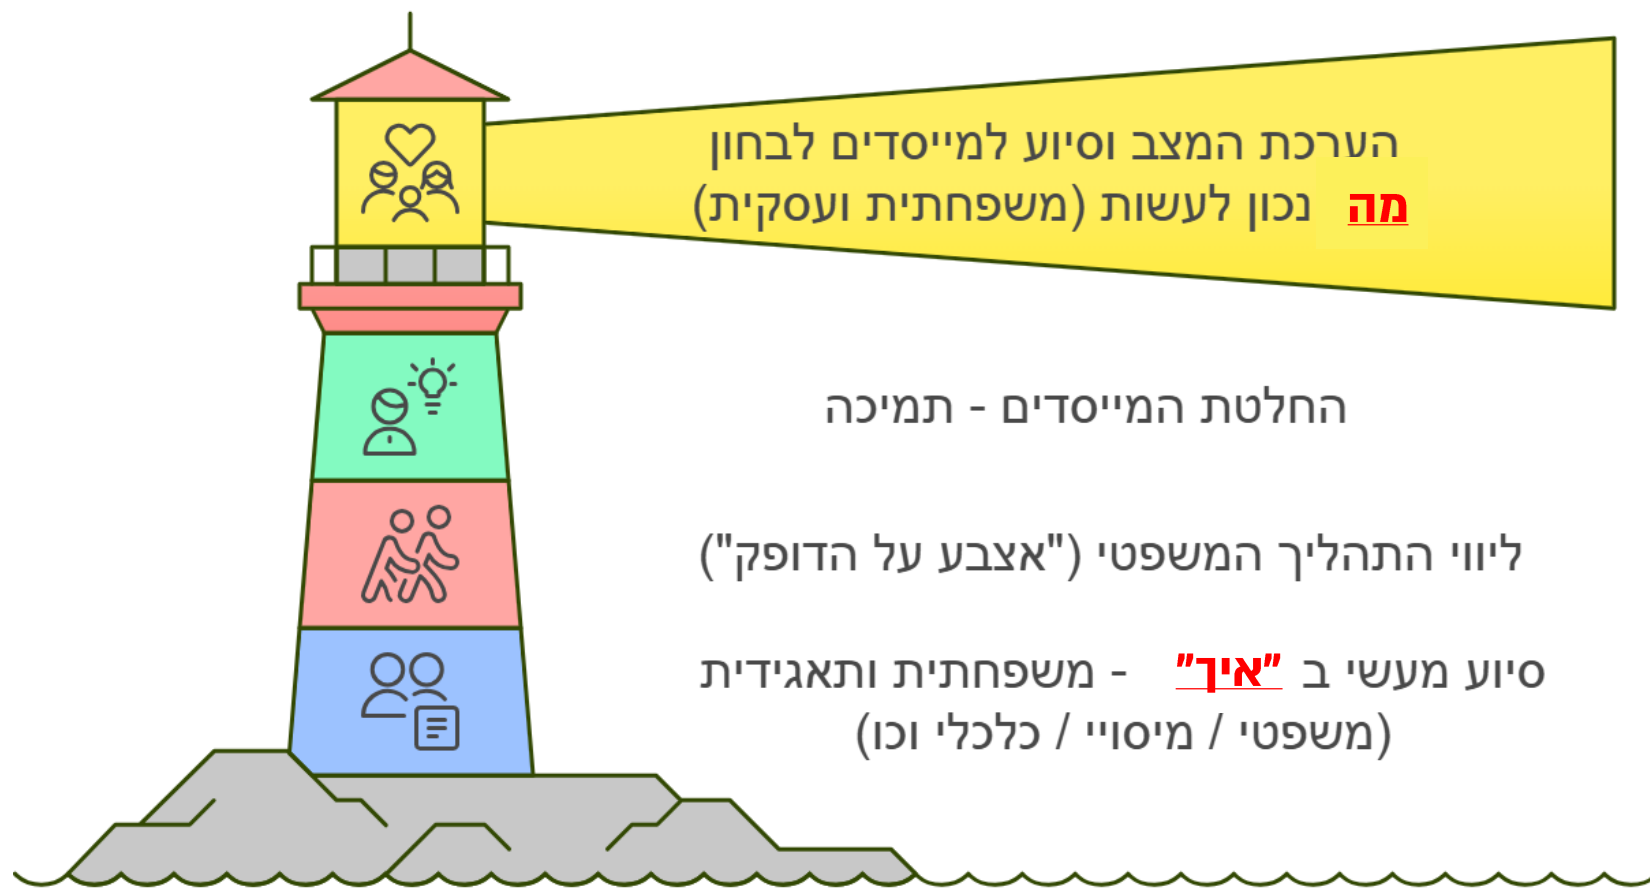 הערכת המצב וסיוע למייסדים לבחון
מה נכון לעשות (משפחתית ועסקית)
החלטת המייסדים - תמיכה
ליווי התהליך המשפטי ("אצבע על הדופק")
סיוע מעשי ב "איך" - משפחתית ותאגידית
(משפטי / מיסויי / כלכלי וכו)